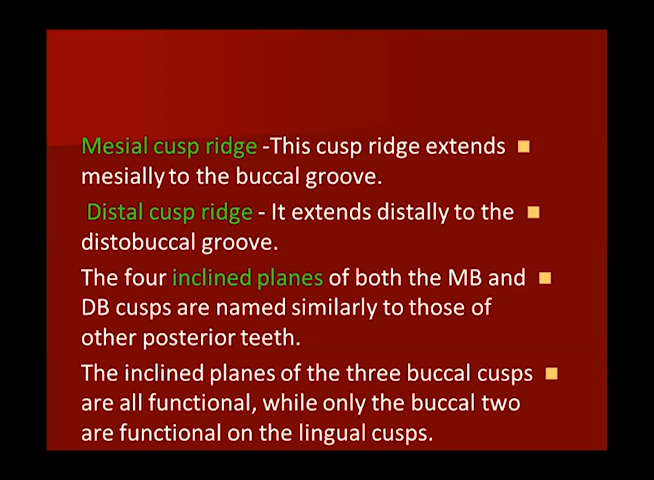 Mesial cusp ridge -This cusp ridge extends
mesially to the buccal groove.
Distal cusp ridge - It extends distally to the
distobuccal groove.
The four inclined planes of both the MB and
DB cusps are named similarly to those of
other posterior teeth.
The inclined planes of the three buccal cusps
are all functional, while only the buccal two
are functional on the lingual cusps.